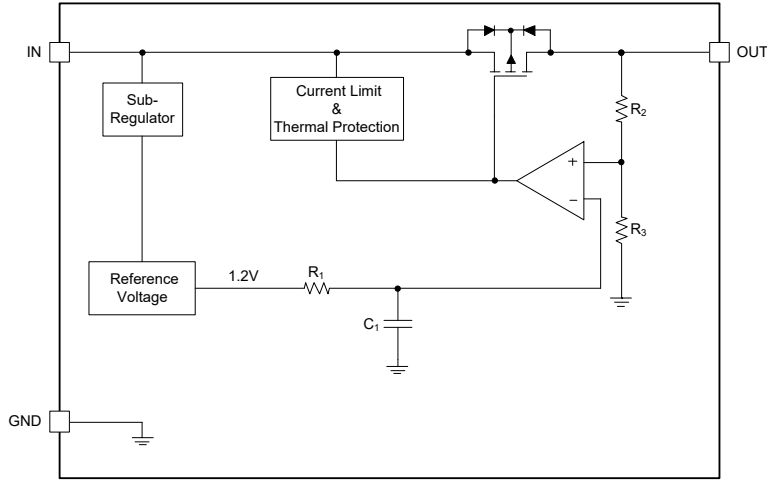 IN
OUT
Sub-
Regulator
Current Limit
&
Thermal Protection
R2
+
−
R3
Reference
Voltage
1.2V
R1
C1
GND